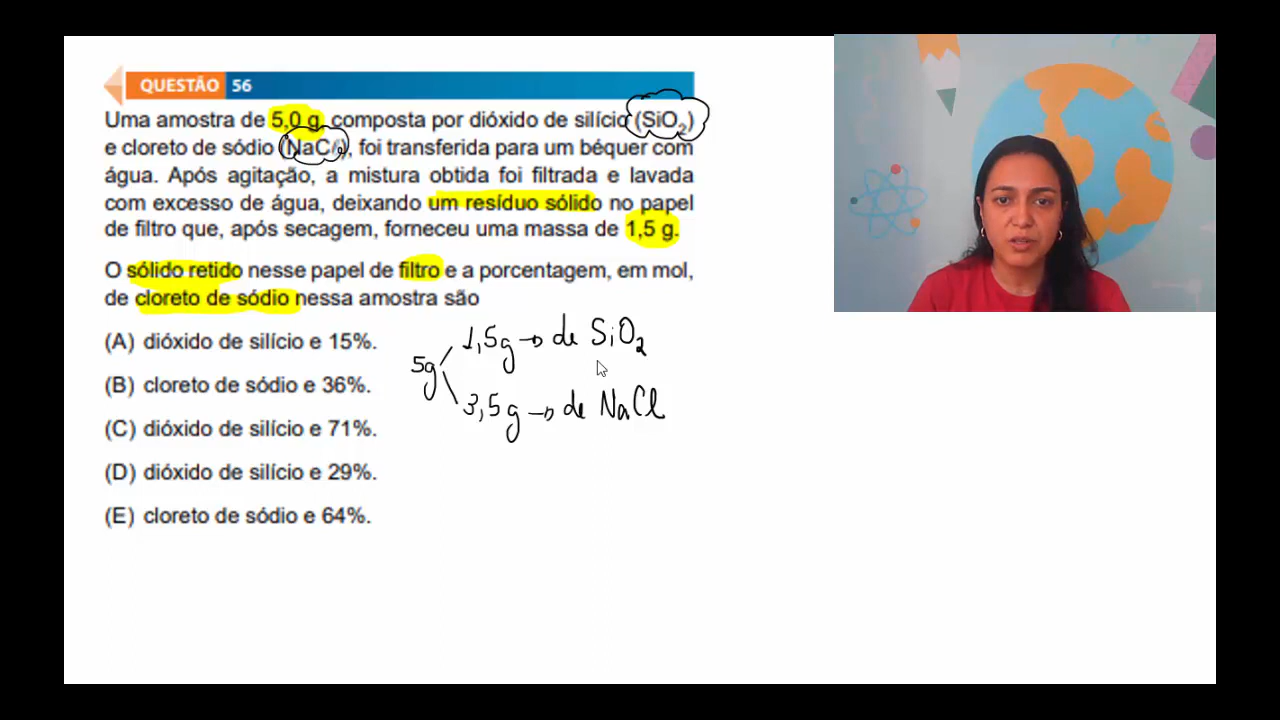 QUESTÃO 56
Uma amostra de 5,0 g, composta por dióxido de silício (SiO₂)
e cloreto de sódio (NaCl), foi transferida para um béquer com
água. Após agitação, a mistura obtida foi filtrada e lavada
com excesso de água, deixando um resíduo sólido no papel
de filtro que, após secagem, forneceu uma massa de 1,5 g.
O sólido retido nesse papel de filtro e a porcentagem, em mol,
de cloreto de sódio nessa amostra são
(A) dióxido de silício e 15%.
(B) cloreto de sódio e 36%.
(C) dióxido de silício e 71%.
(D) dióxido de silício e 29%.
(E) cloreto de sódio e 64%.
5g
1,5g → de SiO₂
3,5g → de NaCl